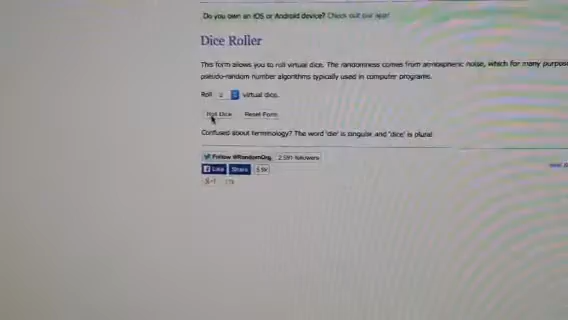 Do you own an iOS or Android device? Check out our app!
Dice Roller
This form allows you to roll virtual dice. The randomness comes from atmospheric noise, which for many purpos
pseudo-random number algorithms typically used in computer programs.
Roll 2 virtual dice.
Roll Dice Reset Form
Confused about terminology? The word 'die' is singular and 'dice' is plural
Follow @RandomOrg
followers
Like Share